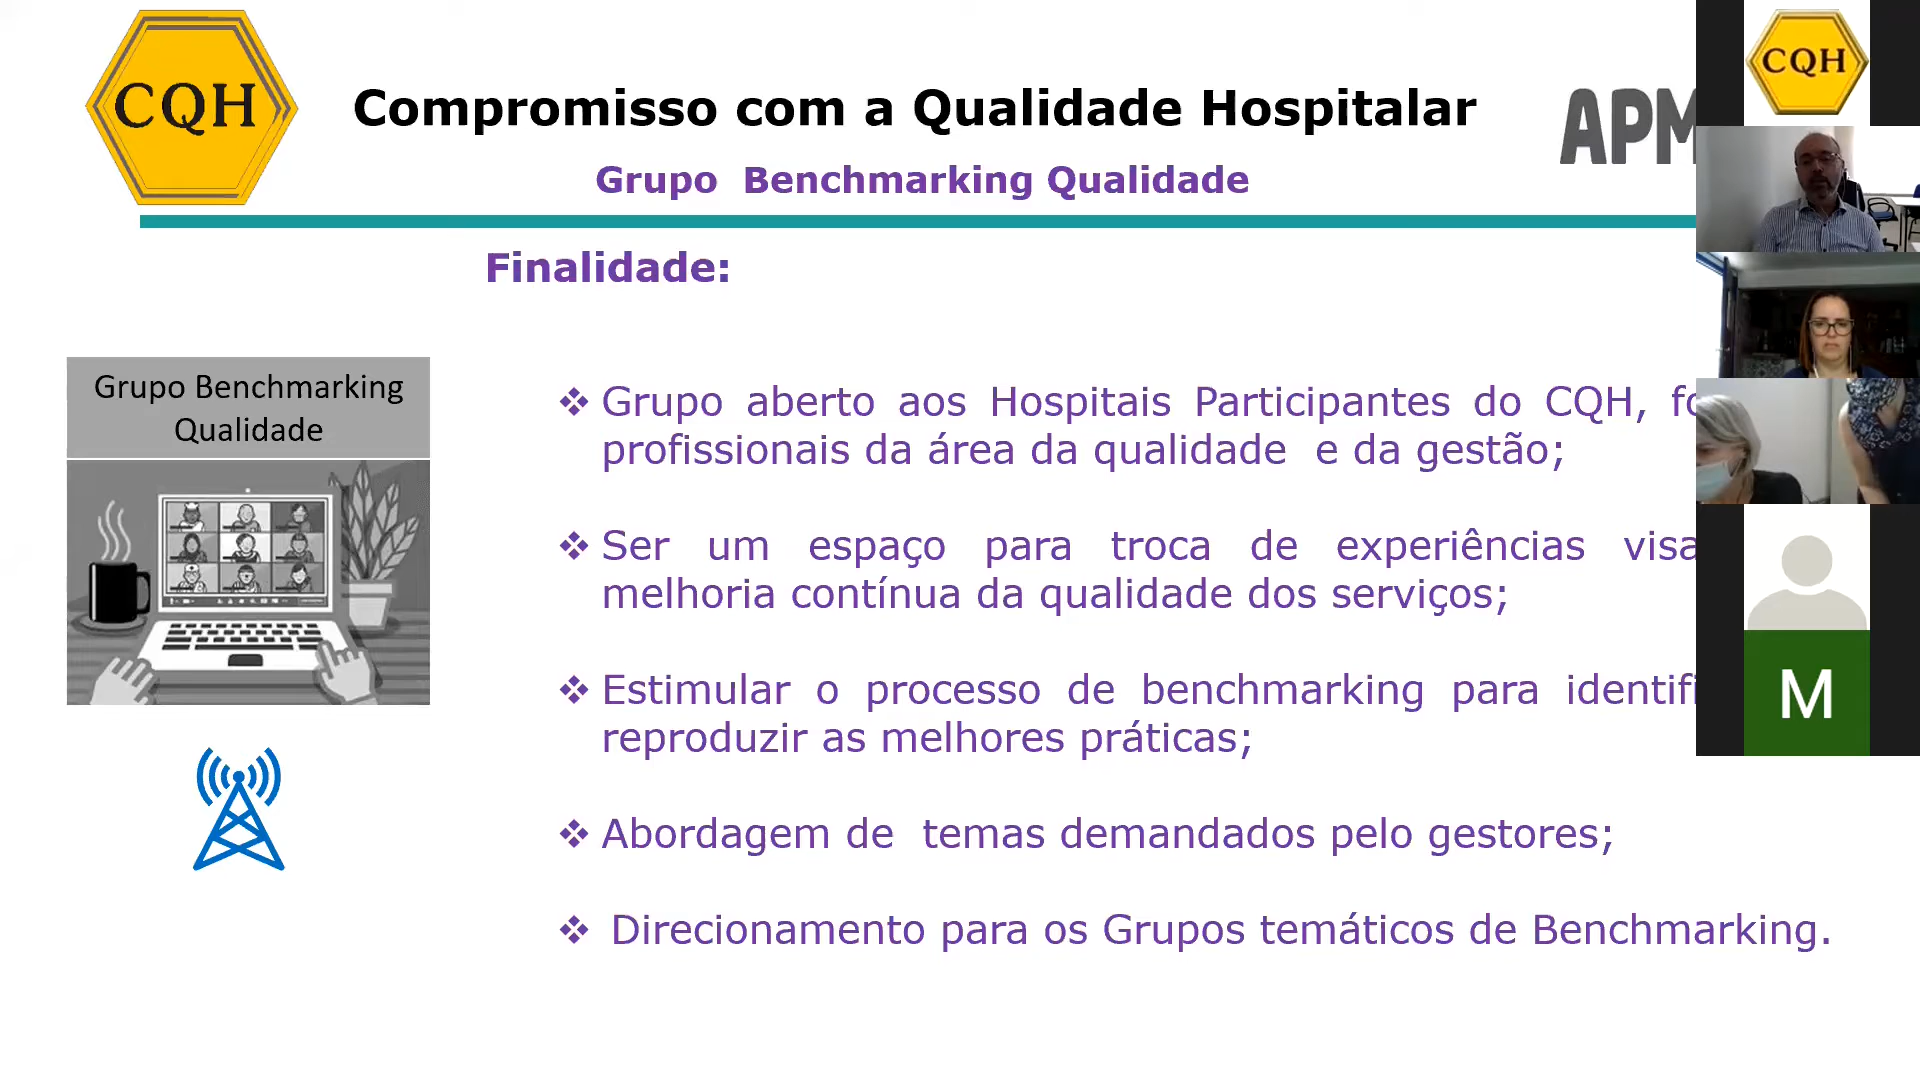 CQH
Compromisso com a Qualidade Hospitalar
APM
CQH
Grupo Benchmarking Qualidade
Finalidade:
Grupo Benchmarking
Qualidade
❖ Grupo aberto aos Hospitais Participantes do CQH,
profissionais da área da qualidade e da gestão;
❖ Ser um espaço para troca de experiências
melhoria contínua da qualidade dos serviços;
❖ Estimular o processo de benchmarking para
reproduzir as melhores práticas;
❖ Abordagem de temas demandados pelo gestores;
❖ Direcionamento para os Grupos temáticos de Benchmarking.
M